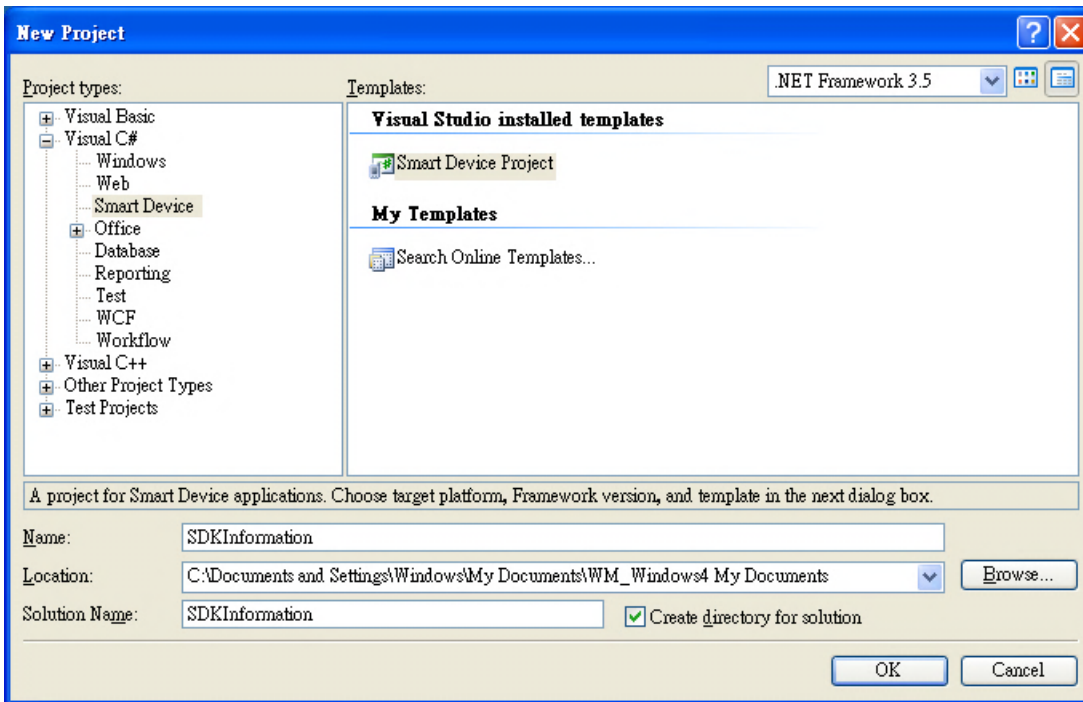 New Project
Project types:
Templates:
.NET Framework 3.5
Visual Basic
Visual C#
Windows
Web
Smart Device
Office
Database
Reporting
Test
WCF
Workflow
Visual C++
Other Project Types
Test Projects
Visual Studio installed templates
Smart Device Project
My Templates
Search Online Templates...
A project for Smart Device applications. Choose target platform, Framework version, and template in the next dialog box.
Name:
SDKInformation
Location:
C:\Documents and Settings\Windows\My Documents\WM_Windows4 My Documents
Browse...
Solution Name:
SDKInformation
Create directory for solution
OK
Cancel